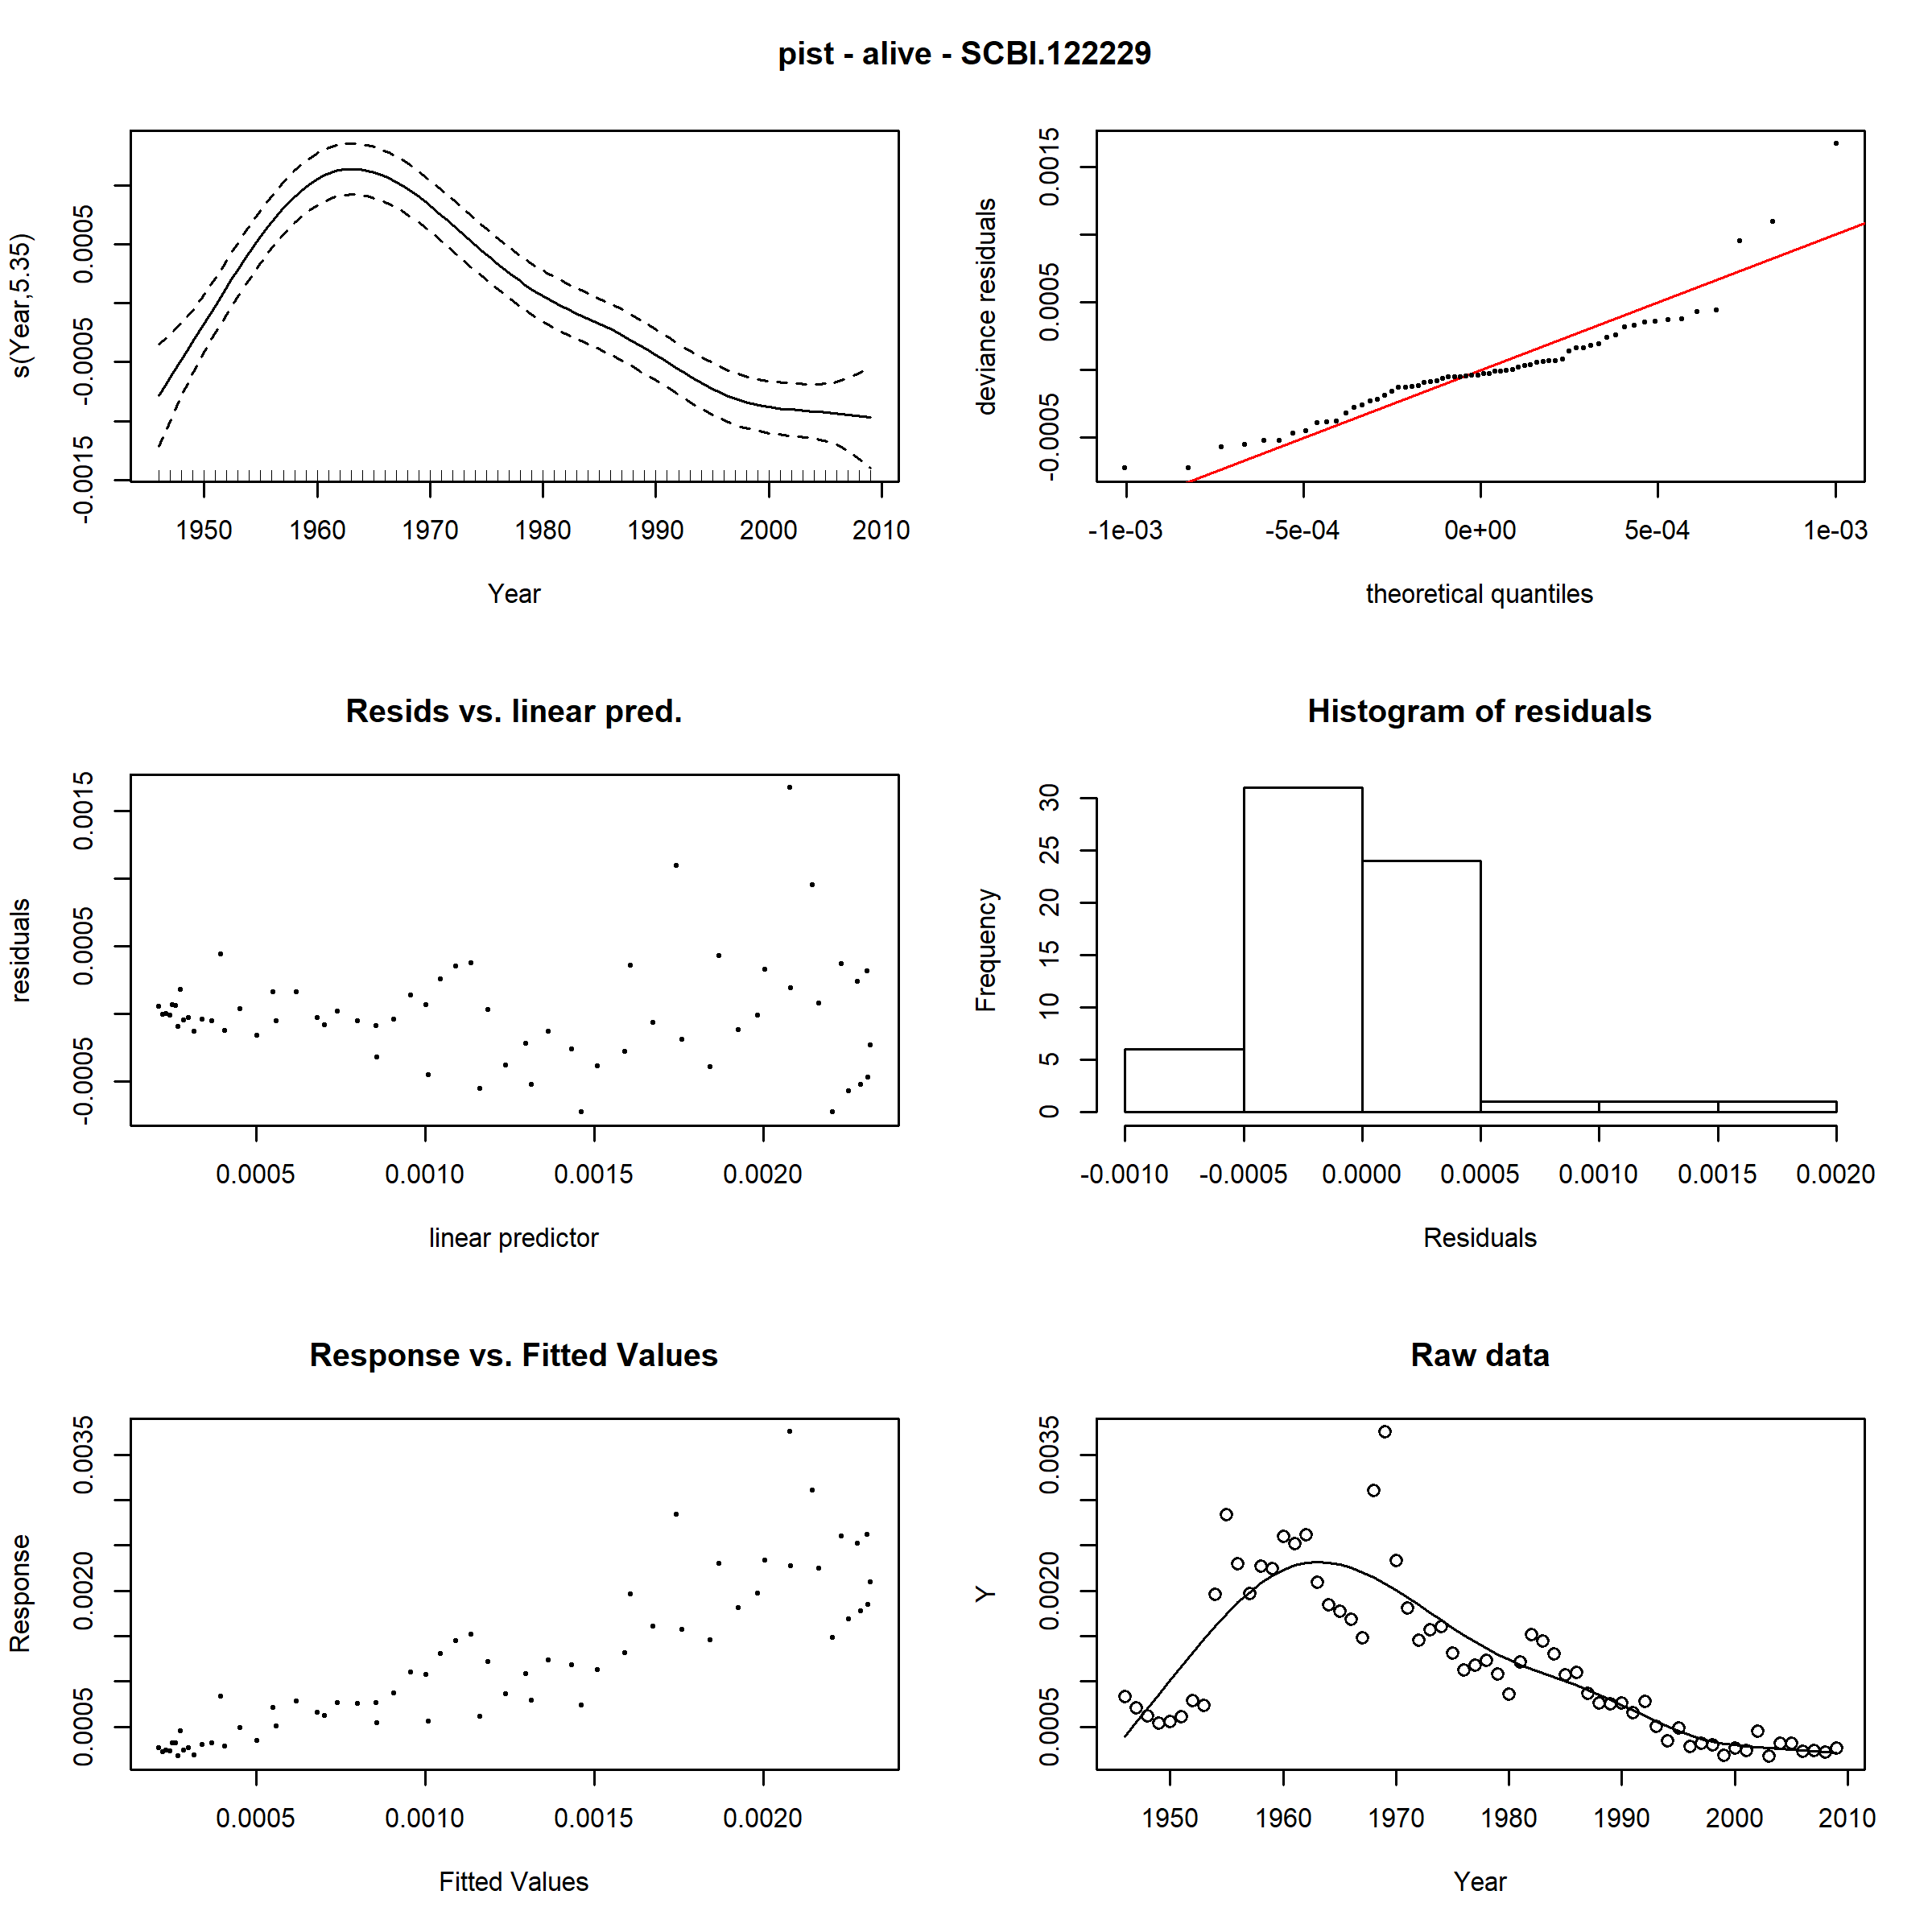 pist - alive - SCBI.122229
s(Year,5.35)
-0.0015 -0.0005 0.0005
1950 1960 1970 1980 1990 2000 2010
Year
deviance residuals
-0.0005 0.0005 0.0015
-1e-03 -5e-04 0e+00 5e-04 1e-03
theoretical quantiles
Resids vs. linear pred.
residuals
-0.0005 0.0005 0.0015
0.0005 0.0010 0.0015 0.0020
linear predictor
Histogram of residuals
Frequency
0 5 10 15 20 25 30
-0.0010 -0.0005 0.0000 0.0005 0.0010 0.0015 0.0020
Residuals
Response vs. Fitted Values
Response
0.0005 0.0020 0.0035
0.0005 0.0010 0.0015 0.0020
Fitted Values
Raw data
Y
0.0005 0.0020 0.0035
1950 1960 1970 1980 1990 2000 2010
Year